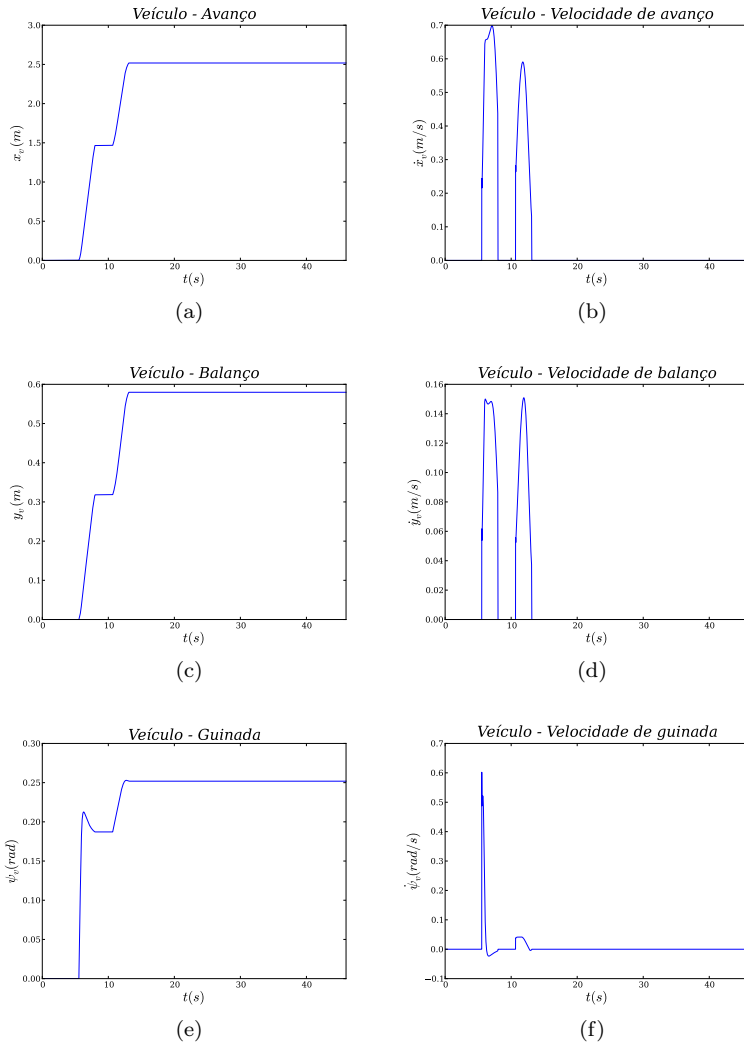 Veículo - Avanço
3.0
2.5
2.0
1.5
1.0
0.5
0.0
x_v(m)
0 10 20 30 40
t(s)
(a)
Veículo - Velocidade de avanço
0.7
0.6
0.5
0.4
0.3
0.2
0.1
0.0
ẋ_v(m/s)
0 10 20 30 40
t(s)
(b)
Veículo - Balanço
0.6
0.5
0.4
0.3
0.2
0.1
0.0
y_v(m)
0 10 20 30 40
t(s)
(c)
Veículo - Velocidade de balanço
0.16
0.14
0.12
0.10
0.08
0.06
0.04
0.02
0.00
ẏ_v(m/s)
0 10 20 30 40
t(s)
(d)
Veículo - Guinada
0.30
0.25
0.20
0.15
0.10
0.05
0.00
ψ_v(rad)
0 10 20 30 40
t(s)
(e)
Veículo - Velocidade de guinada
0.7
0.6
0.5
0.4
0.3
0.2
0.1
0.0
−0.1
ψ̇_v(rad/s)
0 10 20 30 40
t(s)
(f)